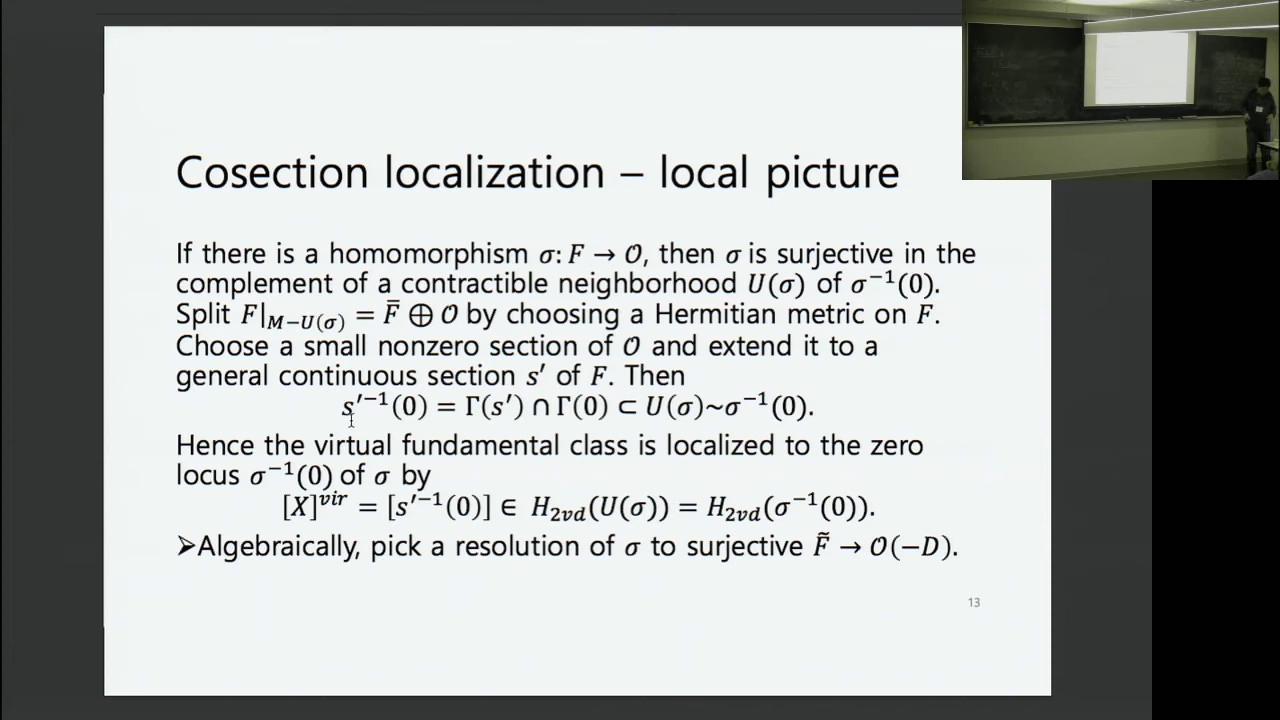 Cosection localization – local picture
If there is a homomorphism σ: F → 𝒪, then σ is surjective in the
complement of a contractible neighborhood U(σ) of σ⁻¹(0).
Split F|_{M−U(σ)} = F̄ ⊕ 𝒪 by choosing a Hermitian metric on F.
Choose a small nonzero section of 𝒪 and extend it to a
general continuous section s′ of F. Then
s′⁻¹(0) = Γ(s′) ∩ Γ(0) ⊂ U(σ)~σ⁻¹(0).
Hence the virtual fundamental class is localized to the zero
locus σ⁻¹(0) of σ by
[X]^{vir} = [s′⁻¹(0)] ∈ H_{2vd}(U(σ)) = H_{2vd}(σ⁻¹(0)).
➢Algebraically, pick a resolution of σ to surjective F̃ → 𝒪(−D).
13